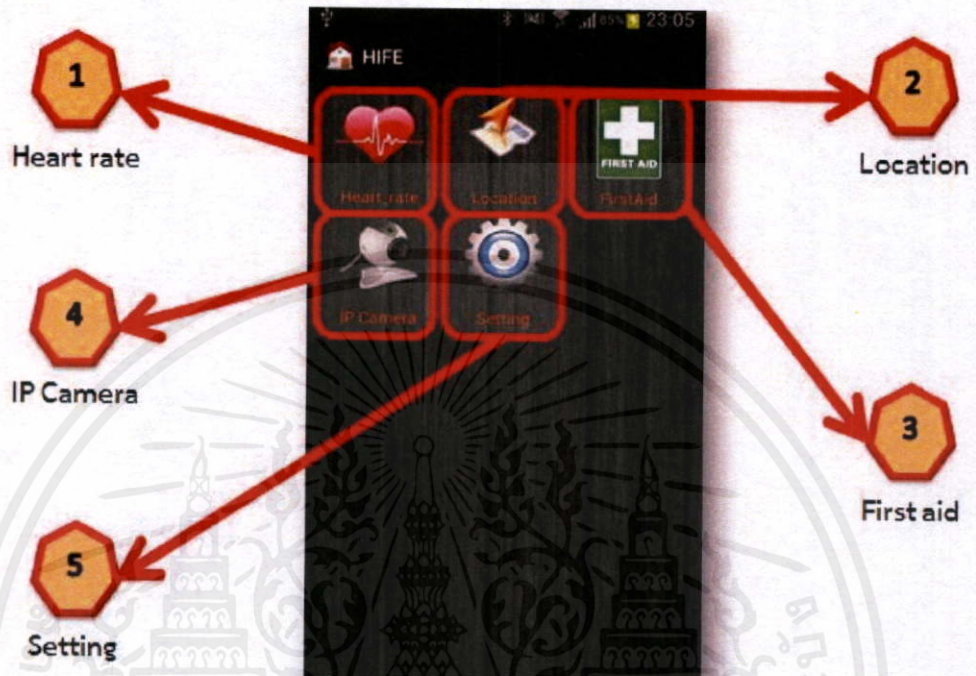 85% 23:05
HIFE
1
Heart rate
2
Location
FIRST AID
Heart_rate
Location
FirstAid
4
IP Camera
IP Camera
Setting
3
First aid
5
Setting